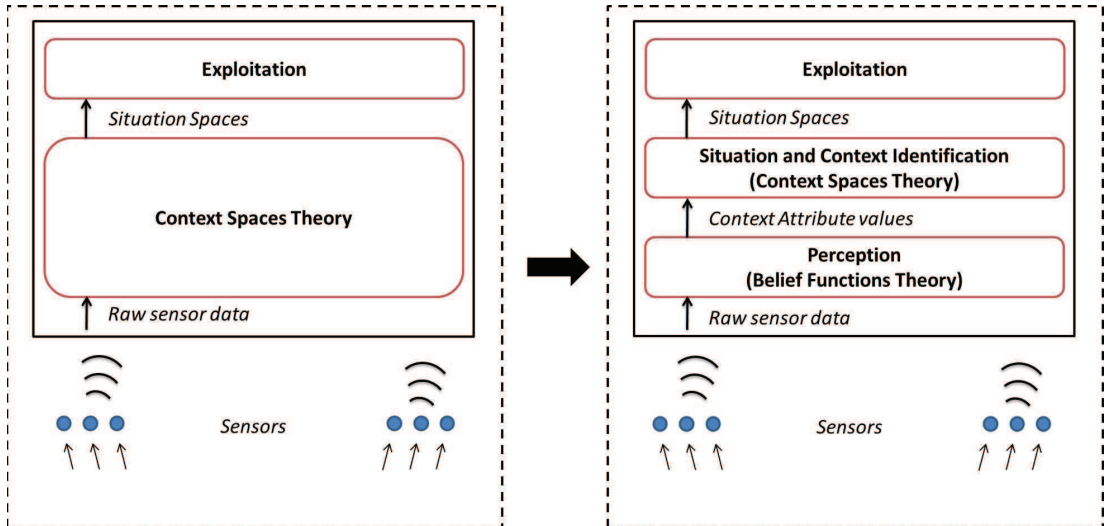 Exploitation
Situation Spaces
Context Spaces Theory
Raw sensor data
Sensors
Exploitation
Situation Spaces
Situation and Context Identification
(Context Spaces Theory)
Context Attribute values
Perception
(Belief Functions Theory)
Raw sensor data
Sensors